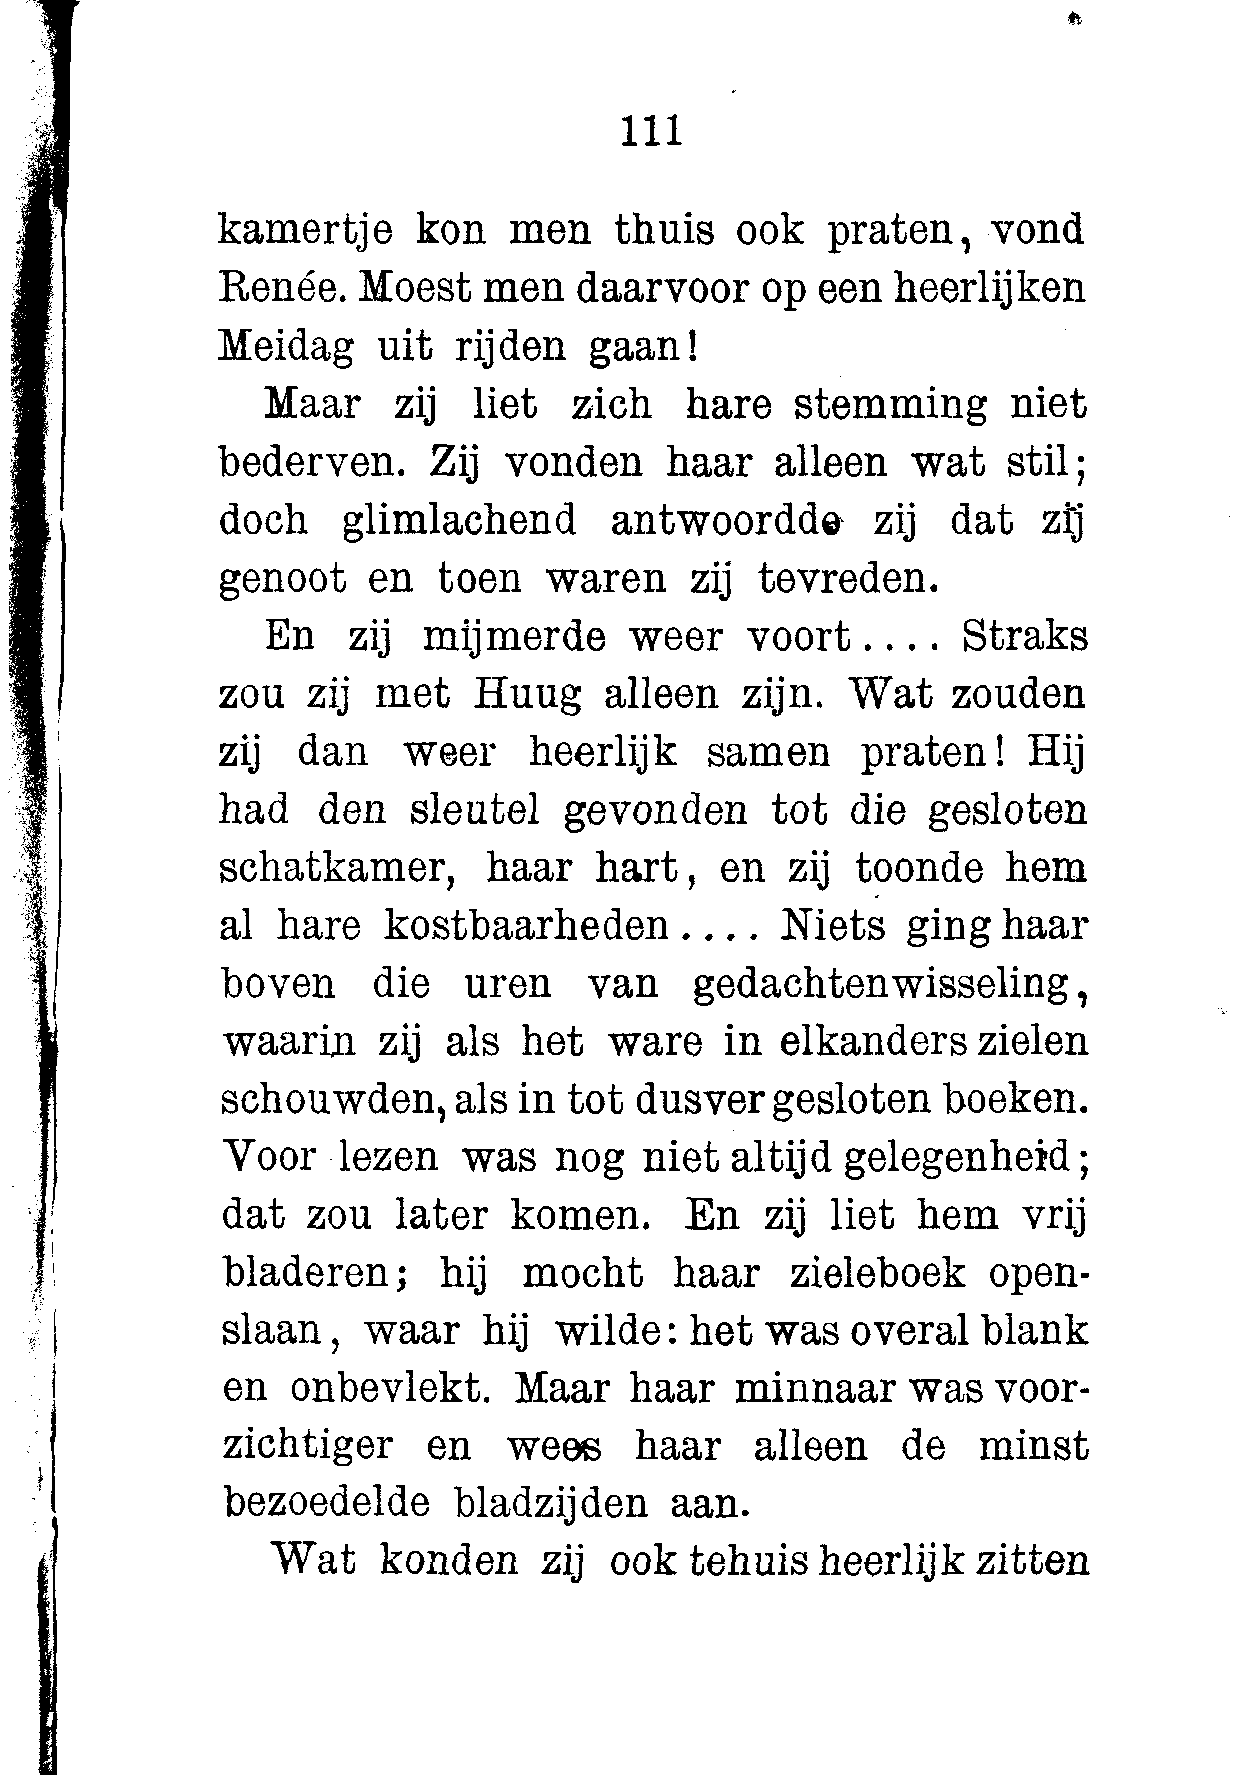 111
kamertje kon men thuis ook praten, vond
Renée. Moest men daarvoor op een heerlijken
Meidag uit rijden gaan!
Maar zij liet zich hare stemming niet
bederven. Zij vonden haar alleen wat stil;
doch glimlachend antwoordde zij dat zij
genoot en toen waren zij tevreden.
En zij mijmerde weer voort.... Straks
zou zij met Huug alleen zijn. Wat zouden
zij dan weer heerlijk samen praten! Hij
had den sleutel gevonden tot die gesloten
schatkamer, haar hart, en zij toonde hem
al hare kostbaarheden.... Niets ging haar
boven die uren van gedachtenwisseling,
waarin zij als het ware in elkanders zielen
schouwden, als in tot dusver gesloten boeken.
Voor lezen was nog niet altijd gelegenheid;
dat zou later komen. En zij liet hem vrij
bladeren; hij mocht haar zieleboek open-
slaan, waar hij wilde: het was overal blank
en onbevlekt. Maar haar minnaar was voor-
zichtiger en wees haar alleen de minst
bezoedelde bladzijden aan.
Wat konden zij ook tehuis heerlijk zitten